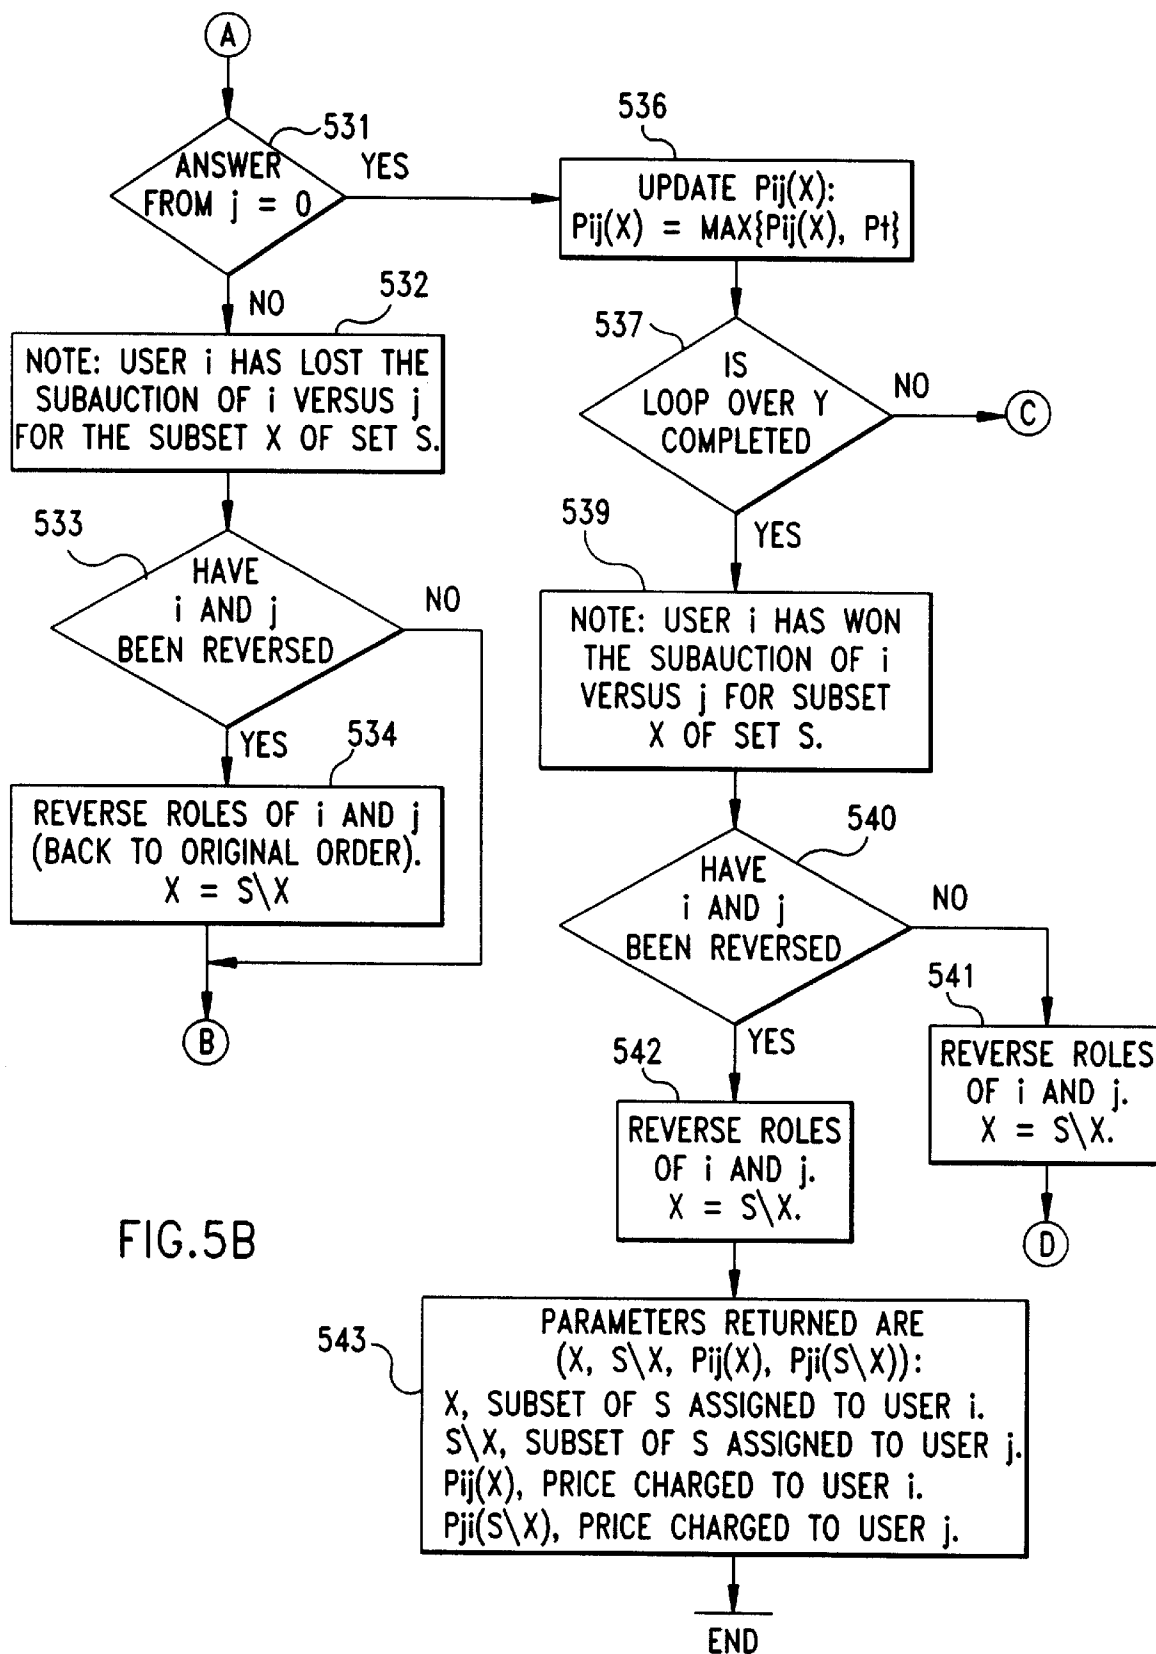 A
531
ANSWER
FROM j = 0
YES
NO
536
UPDATE Pij(X):
Pij(X) = MAX{Pij(X), Pt}
532
NOTE: USER i HAS LOST THE
SUBAUCTION OF i VERSUS j
FOR THE SUBSET X OF SET S.
537
IS
LOOP OVER Y
COMPLETED
NO
C
YES
533
HAVE
i AND j
BEEN REVERSED
NO
YES
539
NOTE: USER i HAS WON
THE SUBAUCTION OF i
VERSUS j FOR SUBSET
X OF SET S.
534
REVERSE ROLES OF i AND j
(BACK TO ORIGINAL ORDER).
X = S\X
B
540
HAVE
i AND j
BEEN REVERSED
NO
YES
541
REVERSE ROLES
OF i AND j.
X = S\X.
D
542
REVERSE ROLES
OF i AND j.
X = S\X.
FIG.5B
543
PARAMETERS RETURNED ARE
(X, S\X, Pij(X), Pji(S\X)):
X, SUBSET OF S ASSIGNED TO USER i.
S\X, SUBSET OF S ASSIGNED TO USER j.
Pij(X), PRICE CHARGED TO USER i.
Pji(S\X), PRICE CHARGED TO USER j.
END